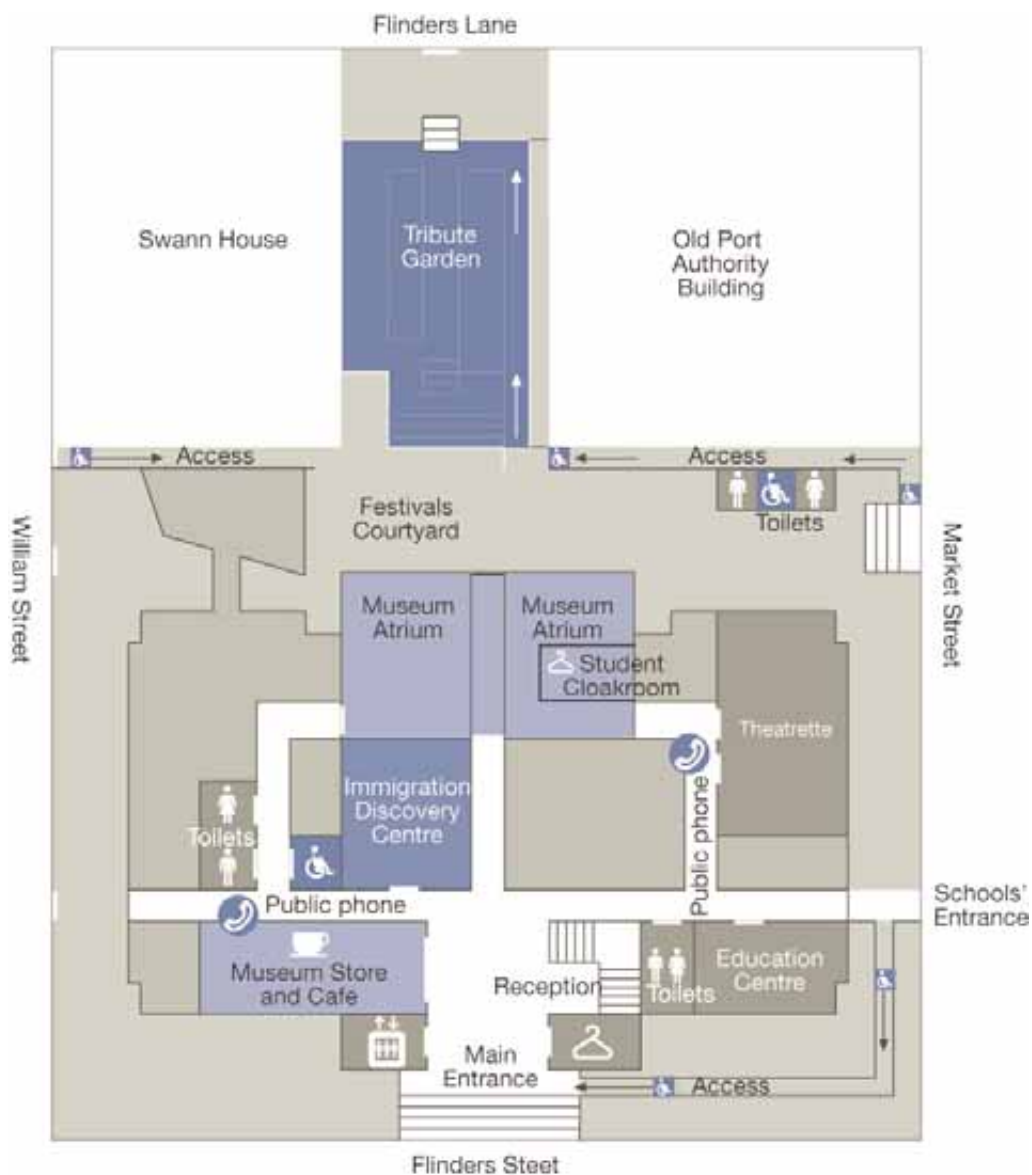 Flinders Lane
Swann House
Tribute
Garden
Old Port
Authority
Building
Access
Access
Festivals
Courtyard
Toilets
William Street
Market Street
Museum
Atrium
Museum
Atrium
Student
Cloakroom
Theatrette
Immigration
Discovery
Centre
Toilets
Public phone
Public phone
Schools'
Entrance
Museum Store
and Cafe
Reception
Toilets
Education
Centre
Main
Entrance
Access
Flinders Steet